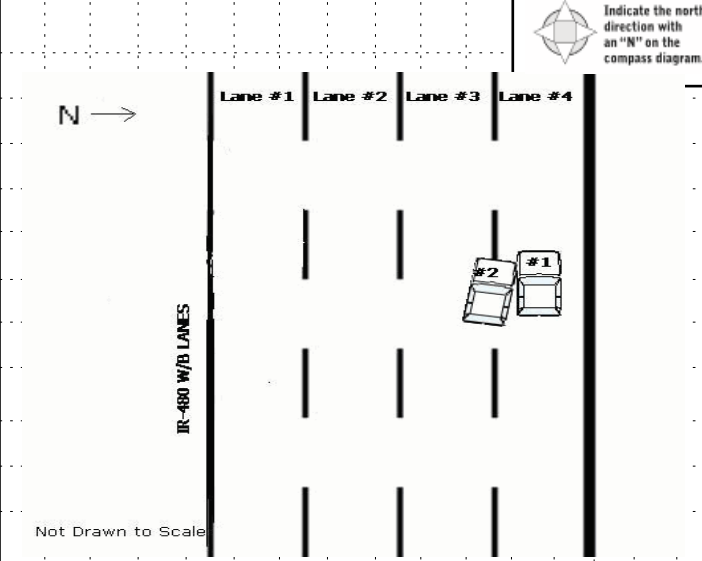 Indicate the north
direction with
an “N” on the
compass diagram.
Lane #1 Lane #2 Lane #3 Lane #4
N
#1
#2
IR-480 W/B LANES
Not Drawn to Scale